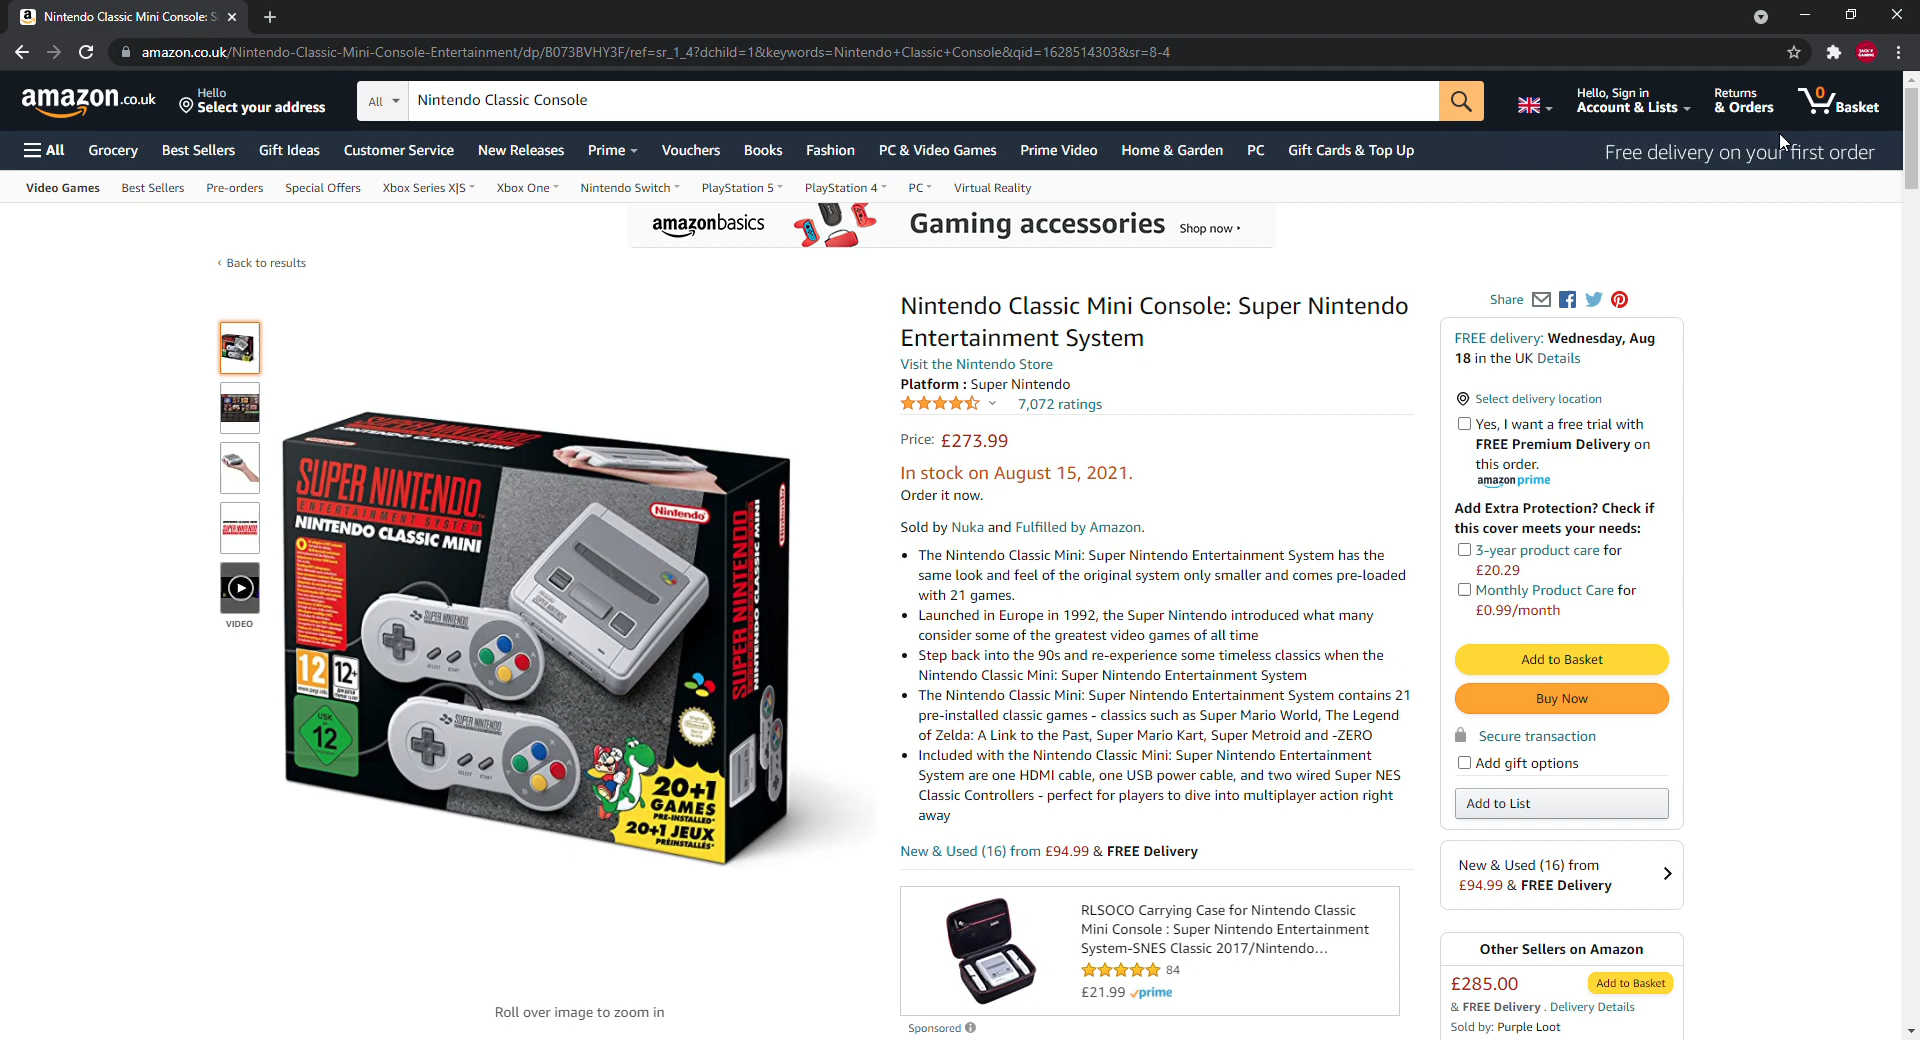 Nintendo Classic Mini Console: S
amazon.co.uk/Nintendo-Classic-Mini-Console-Entertainment/dp/B073BVHY3F/ref=sr_1_4?dchild=1&keywords=Nintendo+Classic+Console&qid=1628514303&sr=8-4
amazon.co.uk
Hello
Select your address
All
Nintendo Classic Console
Hello, Sign in
Account & Lists
Returns
& Orders
0
Basket
All Grocery Best Sellers Gift Ideas Customer Service New Releases Prime Vouchers Books Fashion PC & Video Games Prime Video Home & Garden PC Gift Cards & Top Up
Free delivery on your first order
Video Games Best Sellers Pre-orders Special Offers Xbox Series X|S Xbox One Nintendo Switch PlayStation 5 PlayStation 4 PC Virtual Reality
amazonbasics Gaming accessories Shop now
‹ Back to results
VIDEO
SUPER NINTENDO
ENTERTAINMENT SYSTEM
NINTENDO CLASSIC MINI
Nintendo
SUPER NINTENDO
NINTENDO CLASSIC MINI
SUPER NINTENDO
SELECT START
12
12+
USK
12
SUPER NINTENDO
SELECT START
20+1
GAMES
PRE-INSTALLED*
20+1 JEUX
PRÉINSTALLÉS*
Roll over image to zoom in
Nintendo Classic Mini Console: Super Nintendo
Entertainment System
Visit the Nintendo Store
Platform : Super Nintendo
7,072 ratings
Price: £273.99
In stock on August 15, 2021.
Order it now.
Sold by Nuka and Fulfilled by Amazon.
• The Nintendo Classic Mini: Super Nintendo Entertainment System has the
same look and feel of the original system only smaller and comes pre-loaded
with 21 games.
• Launched in Europe in 1992, the Super Nintendo introduced what many
consider some of the greatest video games of all time
• Step back into the 90s and re-experience some timeless classics when the
Nintendo Classic Mini: Super Nintendo Entertainment System
• The Nintendo Classic Mini: Super Nintendo Entertainment System contains 21
pre-installed classic games - classics such as Super Mario World, The Legend
of Zelda: A Link to the Past, Super Mario Kart, Super Metroid and -ZERO
• Included with the Nintendo Classic Mini: Super Nintendo Entertainment
System are one HDMI cable, one USB power cable, and two wired Super NES
Classic Controllers - perfect for players to dive into multiplayer action right
away
New & Used (16) from £94.99 & FREE Delivery
RLSOCO Carrying Case for Nintendo Classic
Mini Console : Super Nintendo Entertainment
System-SNES Classic 2017/Nintendo...
84
£21.99 prime
Sponsored
Share
FREE delivery: Wednesday, Aug
18 in the UK Details
Select delivery location
Yes, I want a free trial with
FREE Premium Delivery on
this order.
amazon prime
Add Extra Protection? Check if
this cover meets your needs:
3-year product care for
£20.29
Monthly Product Care for
£0.99/month
Add to Basket
Buy Now
Secure transaction
Add gift options
Add to List
New & Used (16) from
£94.99 & FREE Delivery
Other Sellers on Amazon
£285.00
Add to Basket
& FREE Delivery . Delivery Details
Sold by: Purple Loot